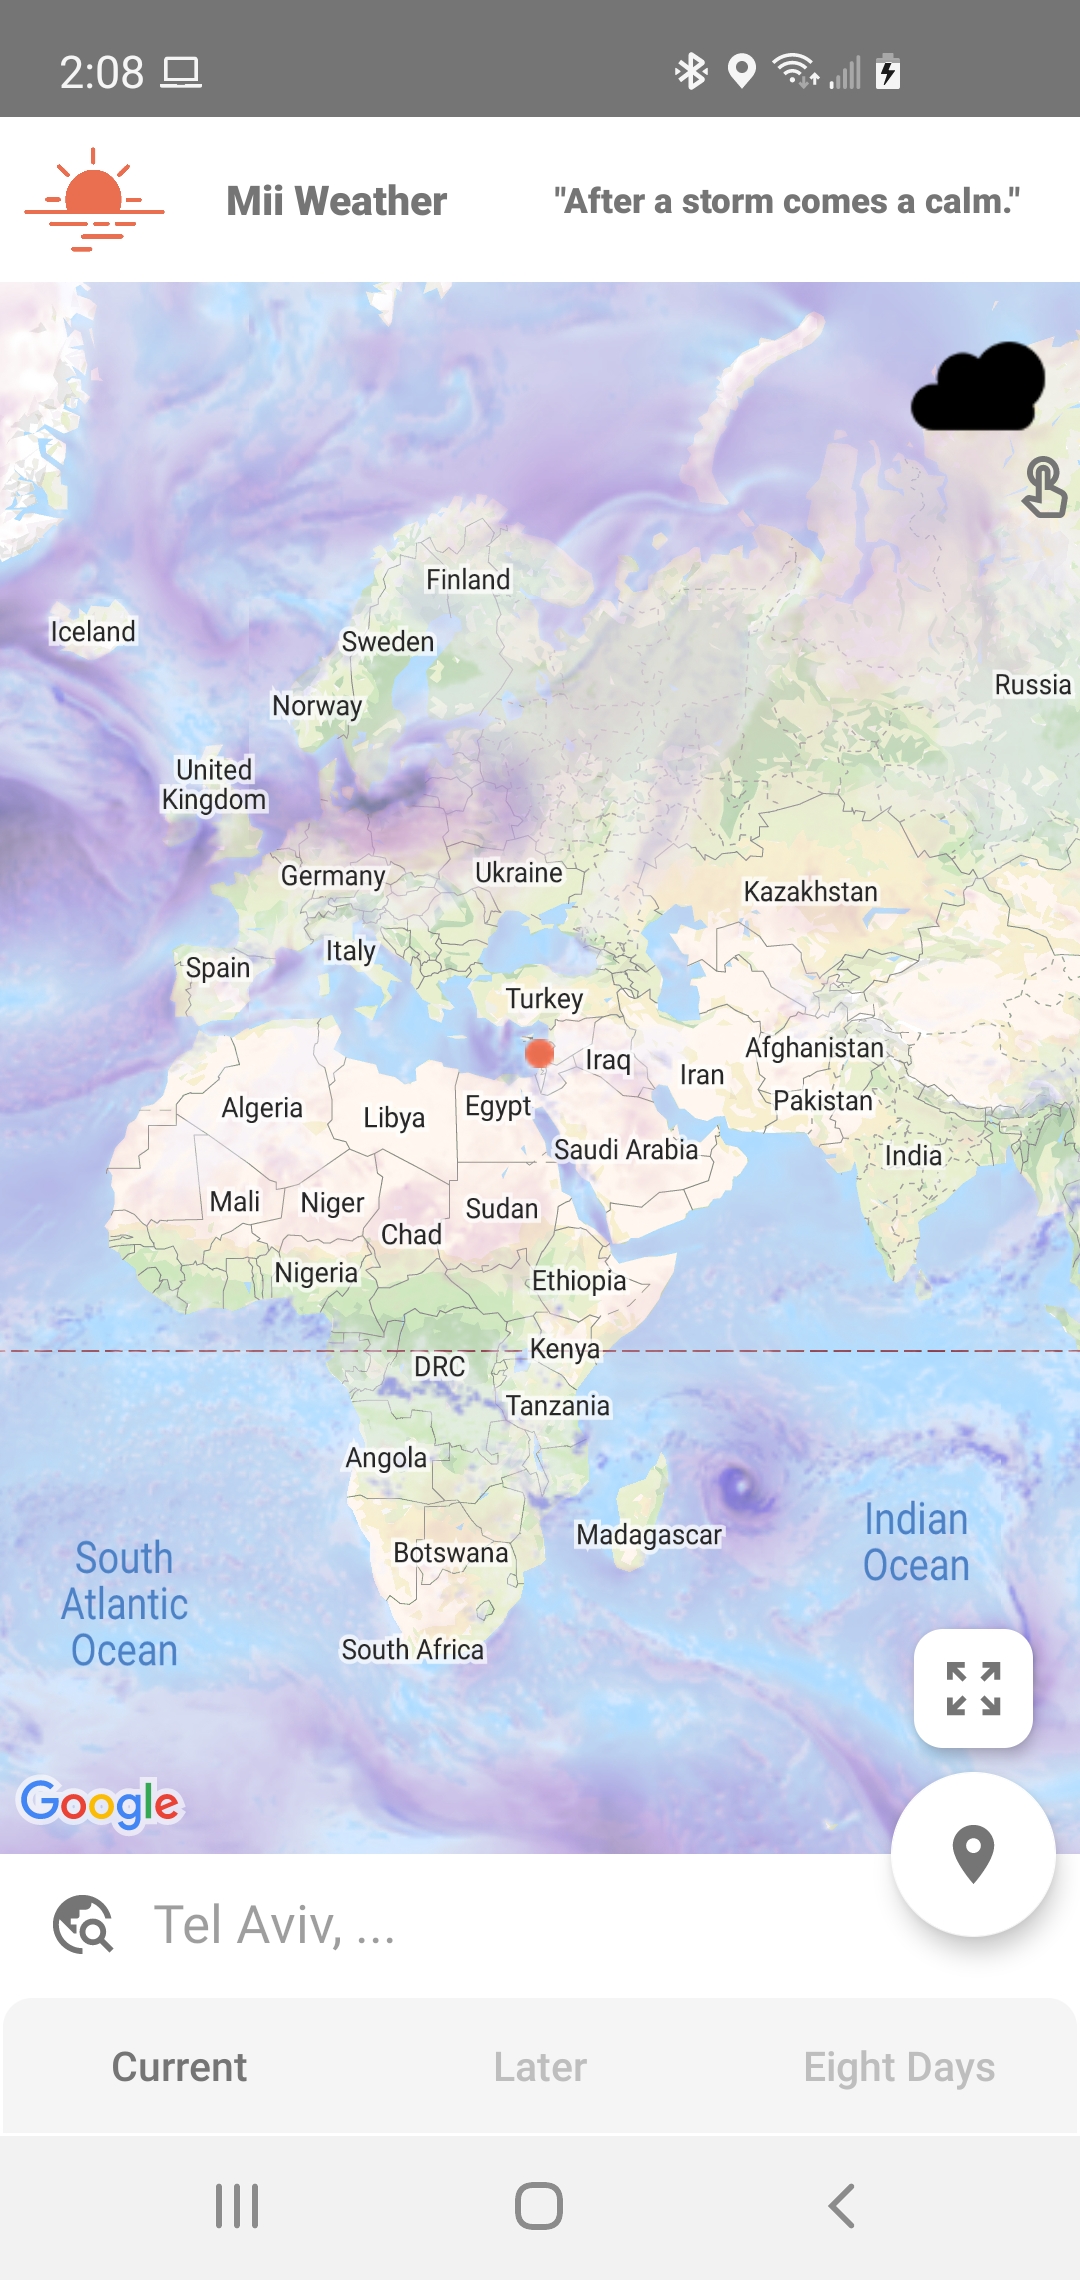 2:08
Mii Weather
"After a storm comes a calm."
Finland
Iceland
Sweden
Russia
Norway
United
Kingdom
Germany
Ukraine
Kazakhstan
Italy
Spain
Turkey
Afghanistan
Iraq
Iran
Pakistan
Algeria
Libya
Egypt
Saudi Arabia
India
Mali
Niger
Sudan
Chad
Nigeria
Ethiopia
Kenya
DRC
Tanzania
Angola
Madagascar
Indian
Ocean
Botswana
South
Atlantic
Ocean
South Africa
Google
Tel Aviv, ...
Current
Later
Eight Days